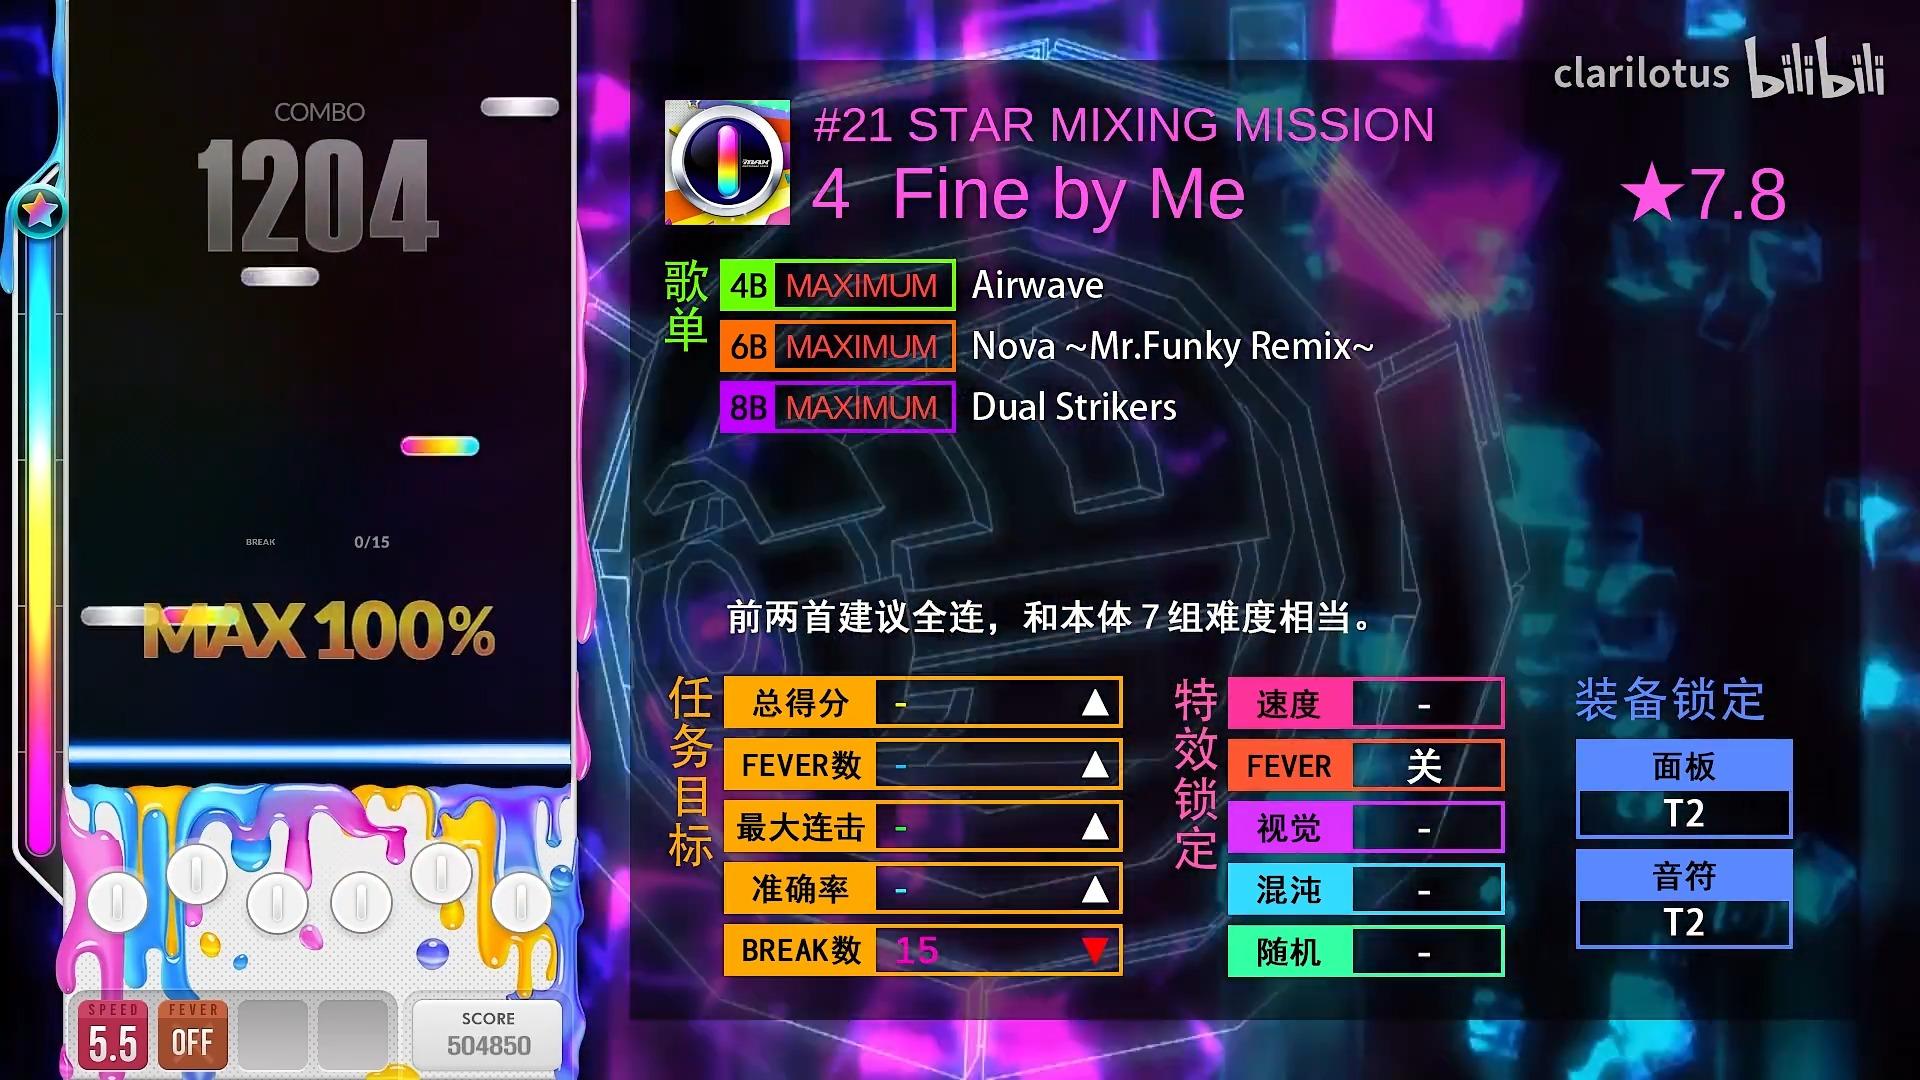 clarilotus bilibili
COMBO
1204
BREAK 0/15
MAX 100%
SPEED
5.5
FEVER
OFF
SCORE
504850
#21 STAR MIXING MISSION
4 Fine by Me
★7.8
歌单
4B MAXIMUM Airwave
6B MAXIMUM Nova ~Mr.Funky Remix~
8B MAXIMUM Dual Strikers
前两首建议全连，和本体7组难度相当。
任务目标
总得分 - ▲
FEVER数 - ▲
最大连击 - ▲
准确率 - ▲
BREAK数 15 ▼
特效锁定
速度 -
FEVER 关
视觉 -
混沌 -
随机 -
装备锁定
面板
T2
音符
T2